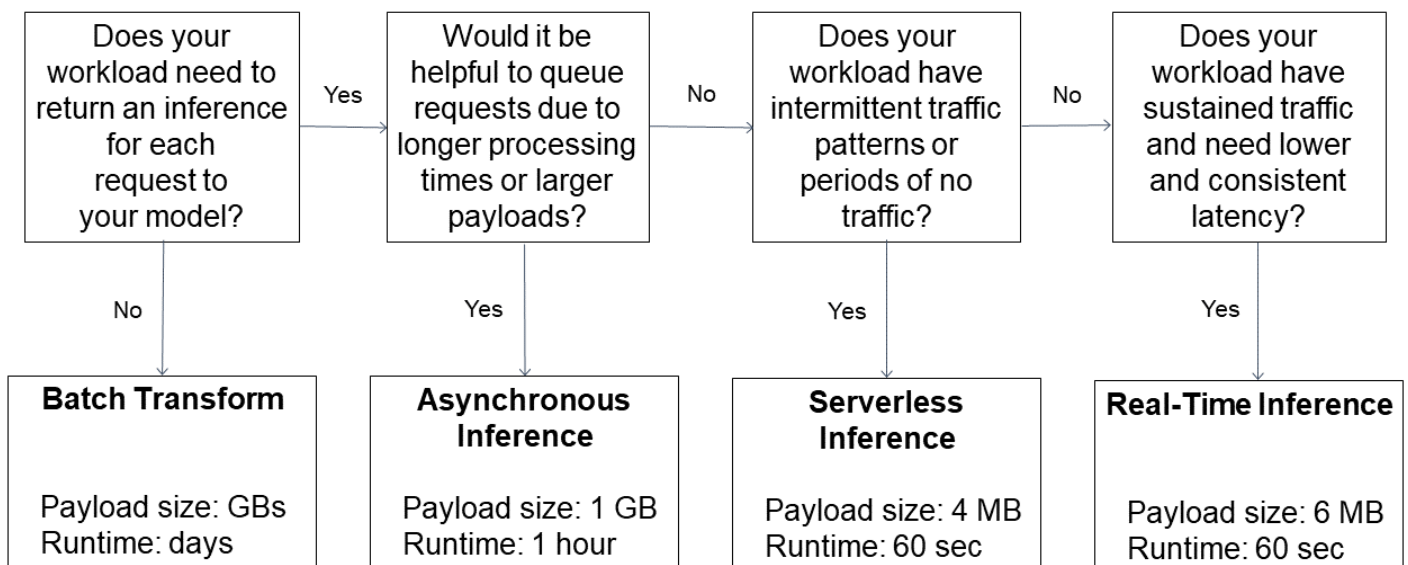 Does your
workload need to
return an inference
for each
request to
your model?
Yes
Would it be
helpful to queue
requests due to
longer processing
times or larger
payloads?
No
Does your
workload have
intermittent traffic
patterns or
periods of no
traffic?
No
Does your
workload have
sustained traffic
and need lower
and consistent
latency?
No
Yes
Yes
Yes
Batch Transform
Payload size: GBs
Runtime: days
Asynchronous
Inference
Payload size: 1 GB
Runtime: 1 hour
Serverless
Inference
Payload size: 4 MB
Runtime: 60 sec
Real-Time Inference
Payload size: 6 MB
Runtime: 60 sec